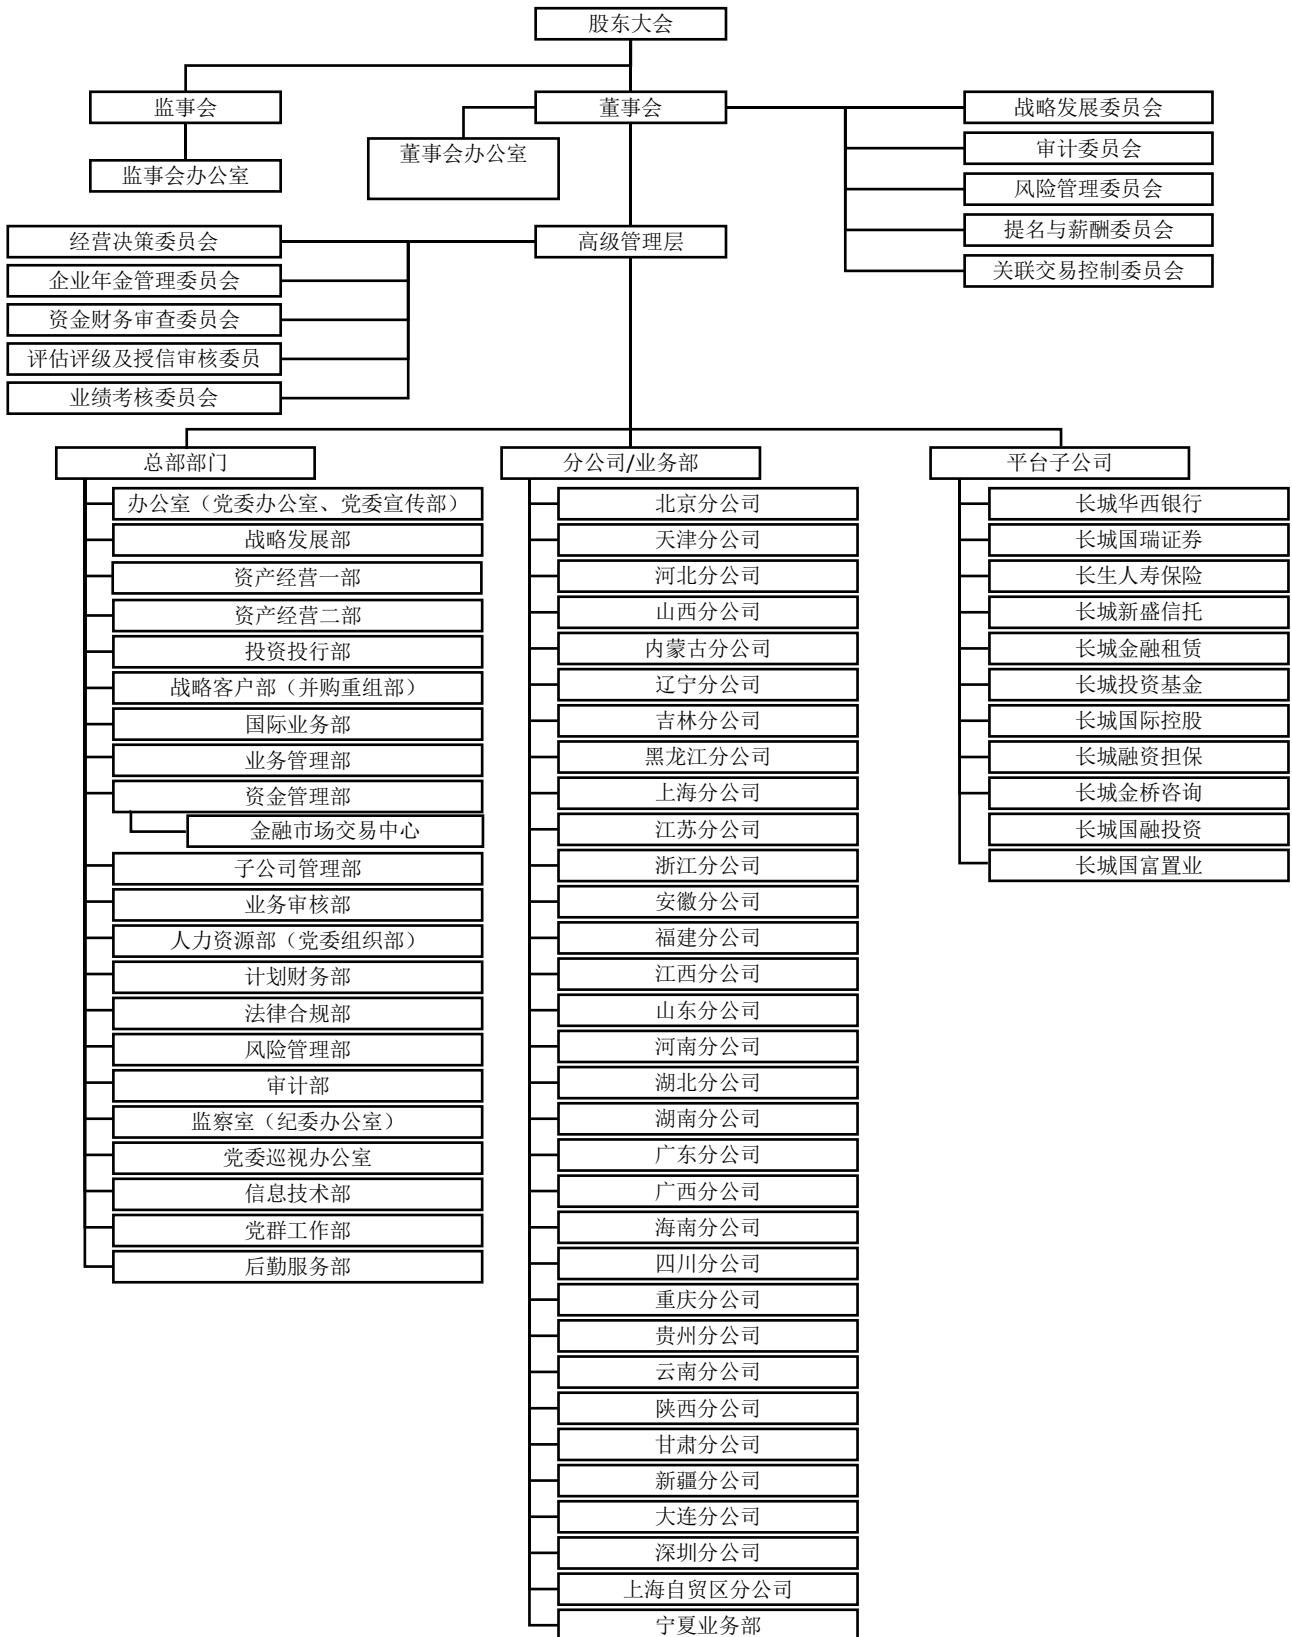 股东大会
监事会
董事会
战略发展委员会
董事会办公室
审计委员会
监事会办公室
风险管理委员会
提名与薪酬委员会
关联交易控制委员会
经营决策委员会
高级管理层
企业年金管理委员会
资金财务审查委员会
评估评级及授信审核委员
业绩考核委员会
总部部门
办公室（党委办公室、党委宣传部）
战略发展部
资产经营一部
资产经营二部
投资投行部
战略客户部（并购重组部）
国际业务部
业务管理部
资金管理部
金融市场交易中心
子公司管理部
业务审核部
人力资源部（党委组织部）
计划财务部
法律合规部
风险管理部
审计部
监察室（纪委办公室）
党委巡视办公室
信息技术部
党群工作部
后勤服务部
分公司/业务部
北京分公司
天津分公司
河北分公司
山西分公司
内蒙古分公司
辽宁分公司
吉林分公司
黑龙江分公司
上海分公司
江苏分公司
浙江分公司
安徽分公司
福建分公司
江西分公司
山东分公司
河南分公司
湖北分公司
湖南分公司
广东分公司
广西分公司
海南分公司
四川分公司
重庆分公司
贵州分公司
云南分公司
陕西分公司
甘肃分公司
新疆分公司
大连分公司
深圳分公司
上海自贸区分公司
宁夏业务部
平台子公司
长城华西银行
长城国瑞证券
长生人寿保险
长城新盛信托
长城金融租赁
长城投资基金
长城国际控股
长城融资担保
长城金桥咨询
长城国融投资
长城国富置业